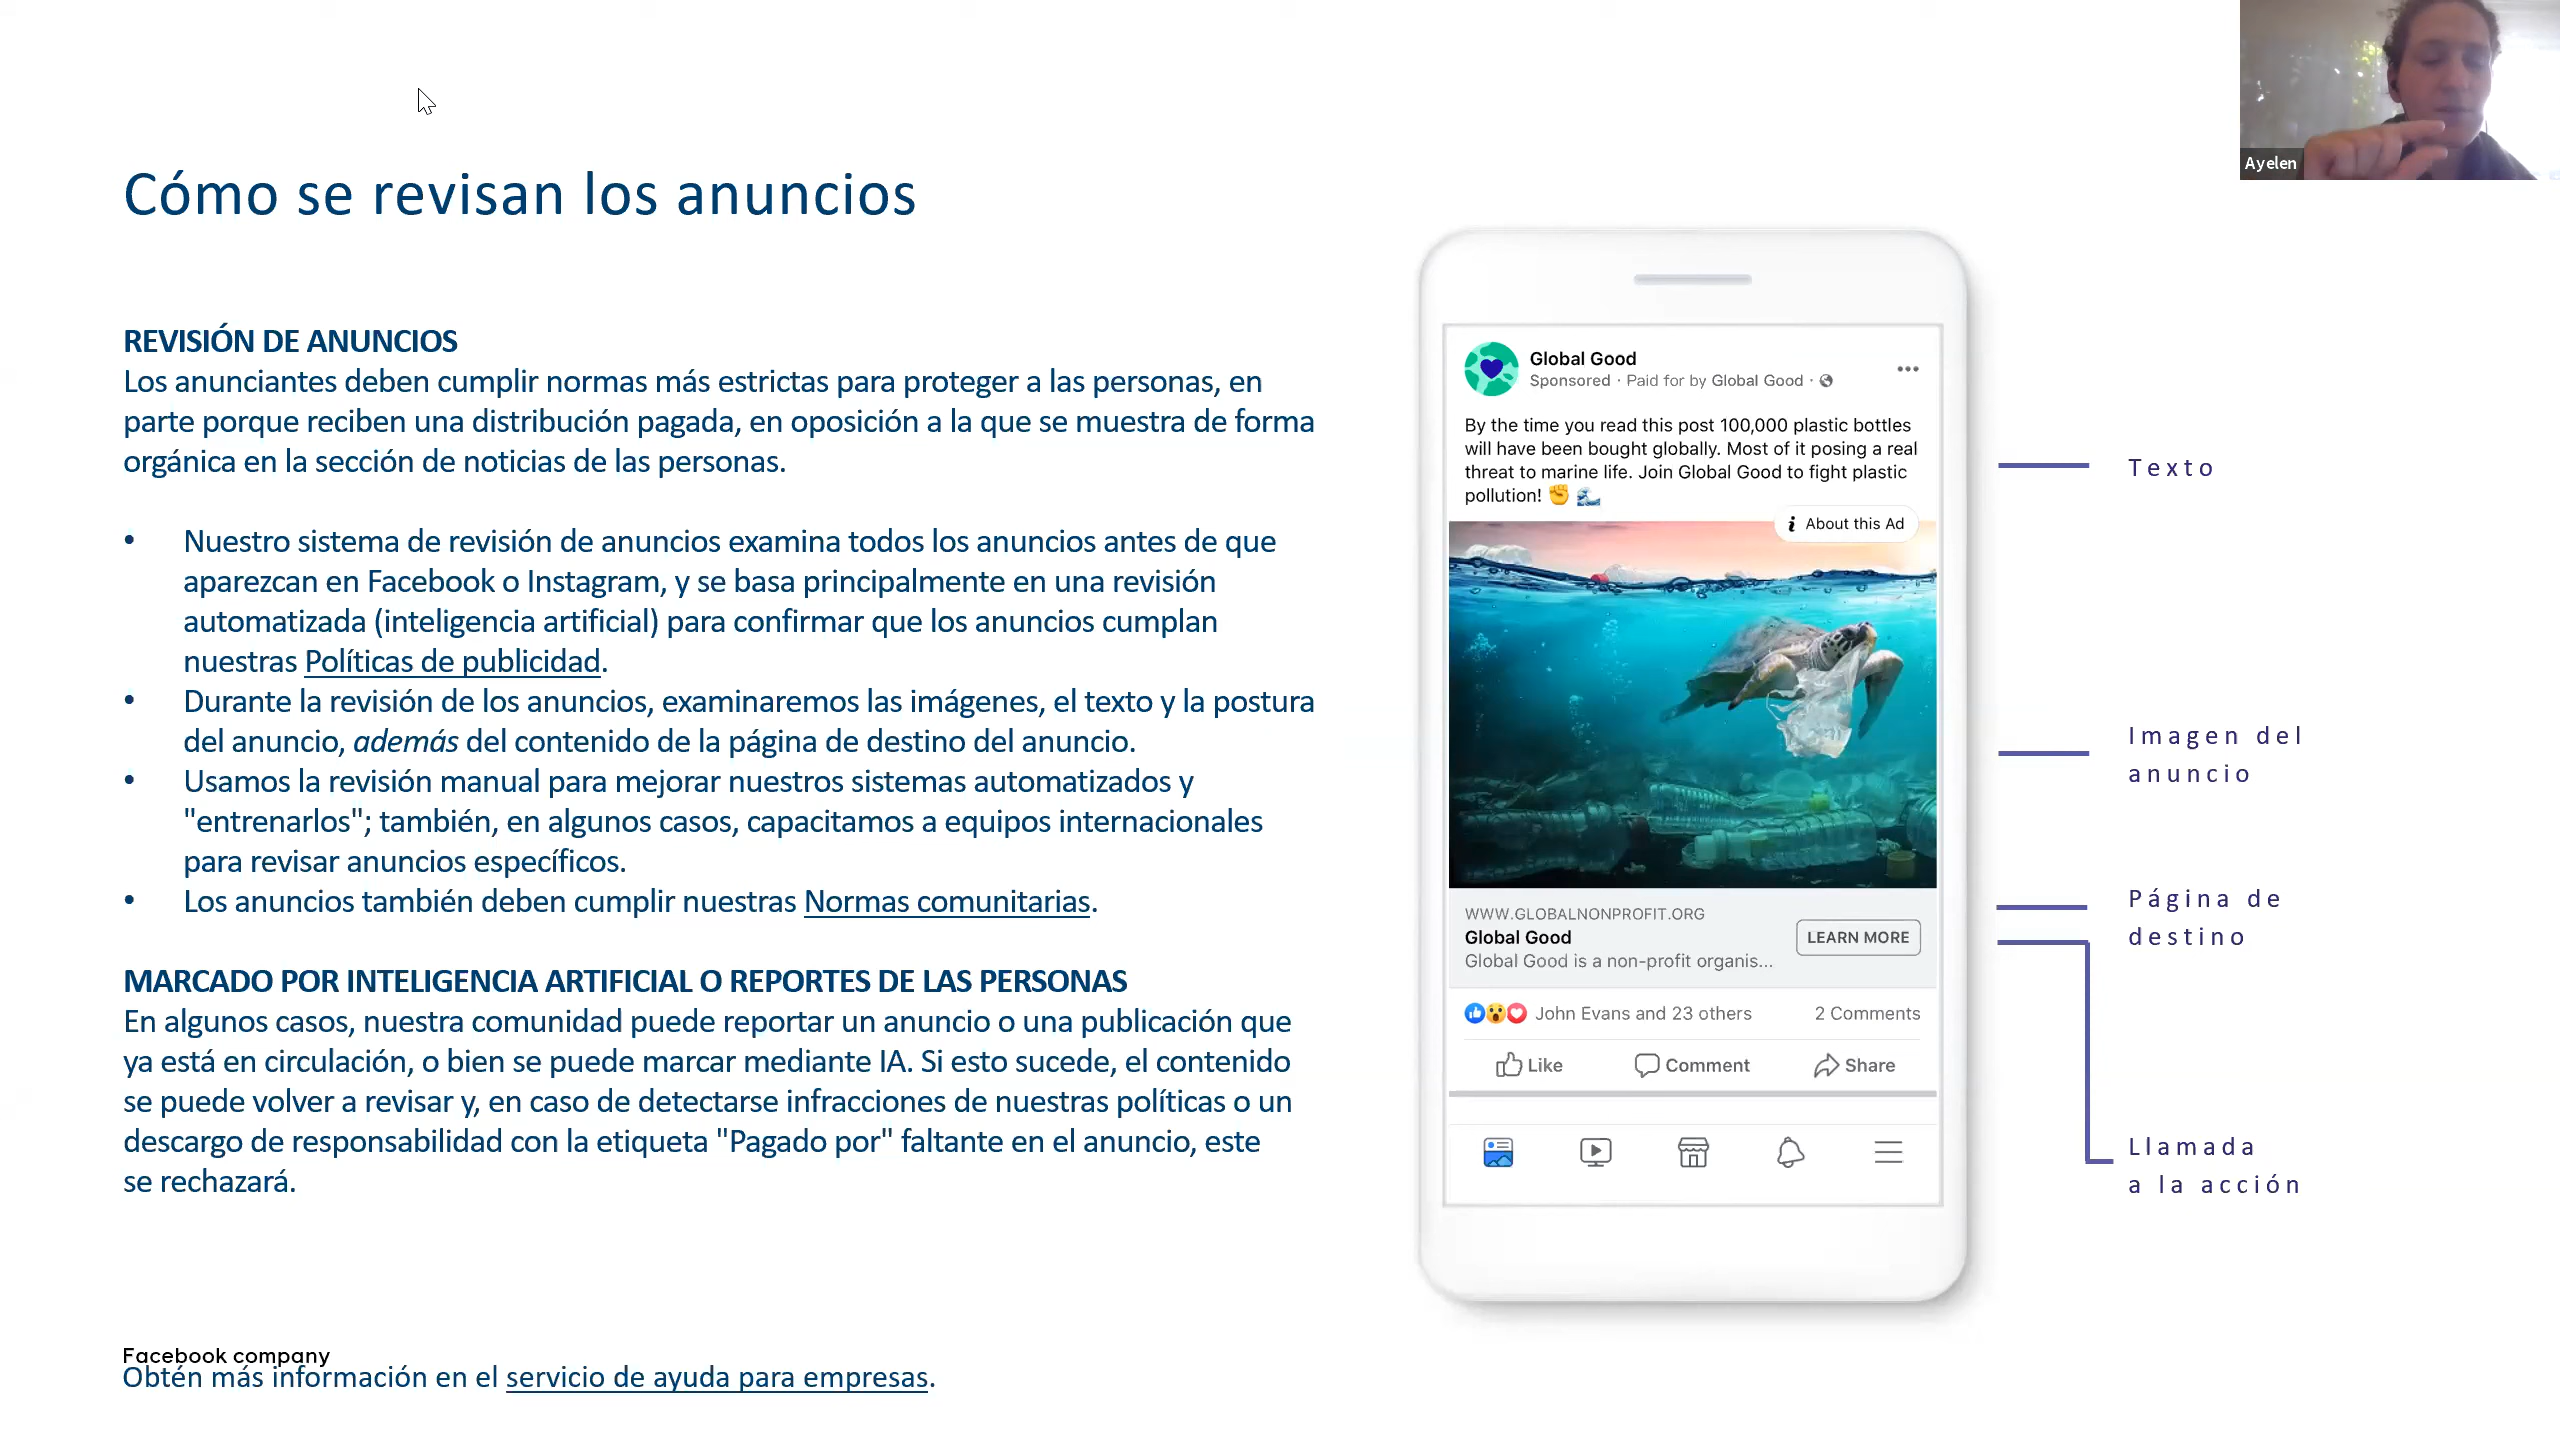 Ayelen
Cómo se revisan los anuncios
REVISIÓN DE ANUNCIOS
Los anunciantes deben cumplir normas más estrictas para proteger a las personas, en
parte porque reciben una distribución pagada, en oposición a la que se muestra de forma
orgánica en la sección de noticias de las personas.
• Nuestro sistema de revisión de anuncios examina todos los anuncios antes de que
aparezcan en Facebook o Instagram, y se basa principalmente en una revisión
automatizada (inteligencia artificial) para confirmar que los anuncios cumplan
nuestras Políticas de publicidad.
• Durante la revisión de los anuncios, examinaremos las imágenes, el texto y la postura
del anuncio, además del contenido de la página de destino del anuncio.
• Usamos la revisión manual para mejorar nuestros sistemas automatizados y
"entrenarlos"; también, en algunos casos, capacitamos a equipos internacionales
para revisar anuncios específicos.
• Los anuncios también deben cumplir nuestras Normas comunitarias.
MARCADO POR INTELIGENCIA ARTIFICIAL O REPORTES DE LAS PERSONAS
En algunos casos, nuestra comunidad puede reportar un anuncio o una publicación que
ya está en circulación, o bien se puede marcar mediante IA. Si esto sucede, el contenido
se puede volver a revisar y, en caso de detectarse infracciones de nuestras políticas o un
descargo de responsabilidad con la etiqueta "Pagado por" faltante en el anuncio, este
se rechazará.
Facebook company
Obtén más información en el servicio de ayuda para empresas.
Global Good
Sponsored · Paid for by Global Good ·
By the time you read this post 100,000 plastic bottles
will have been bought globally. Most of it posing a real
threat to marine life. Join Global Good to fight plastic
pollution! ✊ 🌊
i About this Ad
WWW.GLOBALNONPROFIT.ORG
Global Good
Global Good is a non-profit organis...
LEARN MORE
John Evans and 23 others
2 Comments
Like
Comment
Share
Texto
Imagen del
anuncio
Página de
destino
Llamada
a la acción